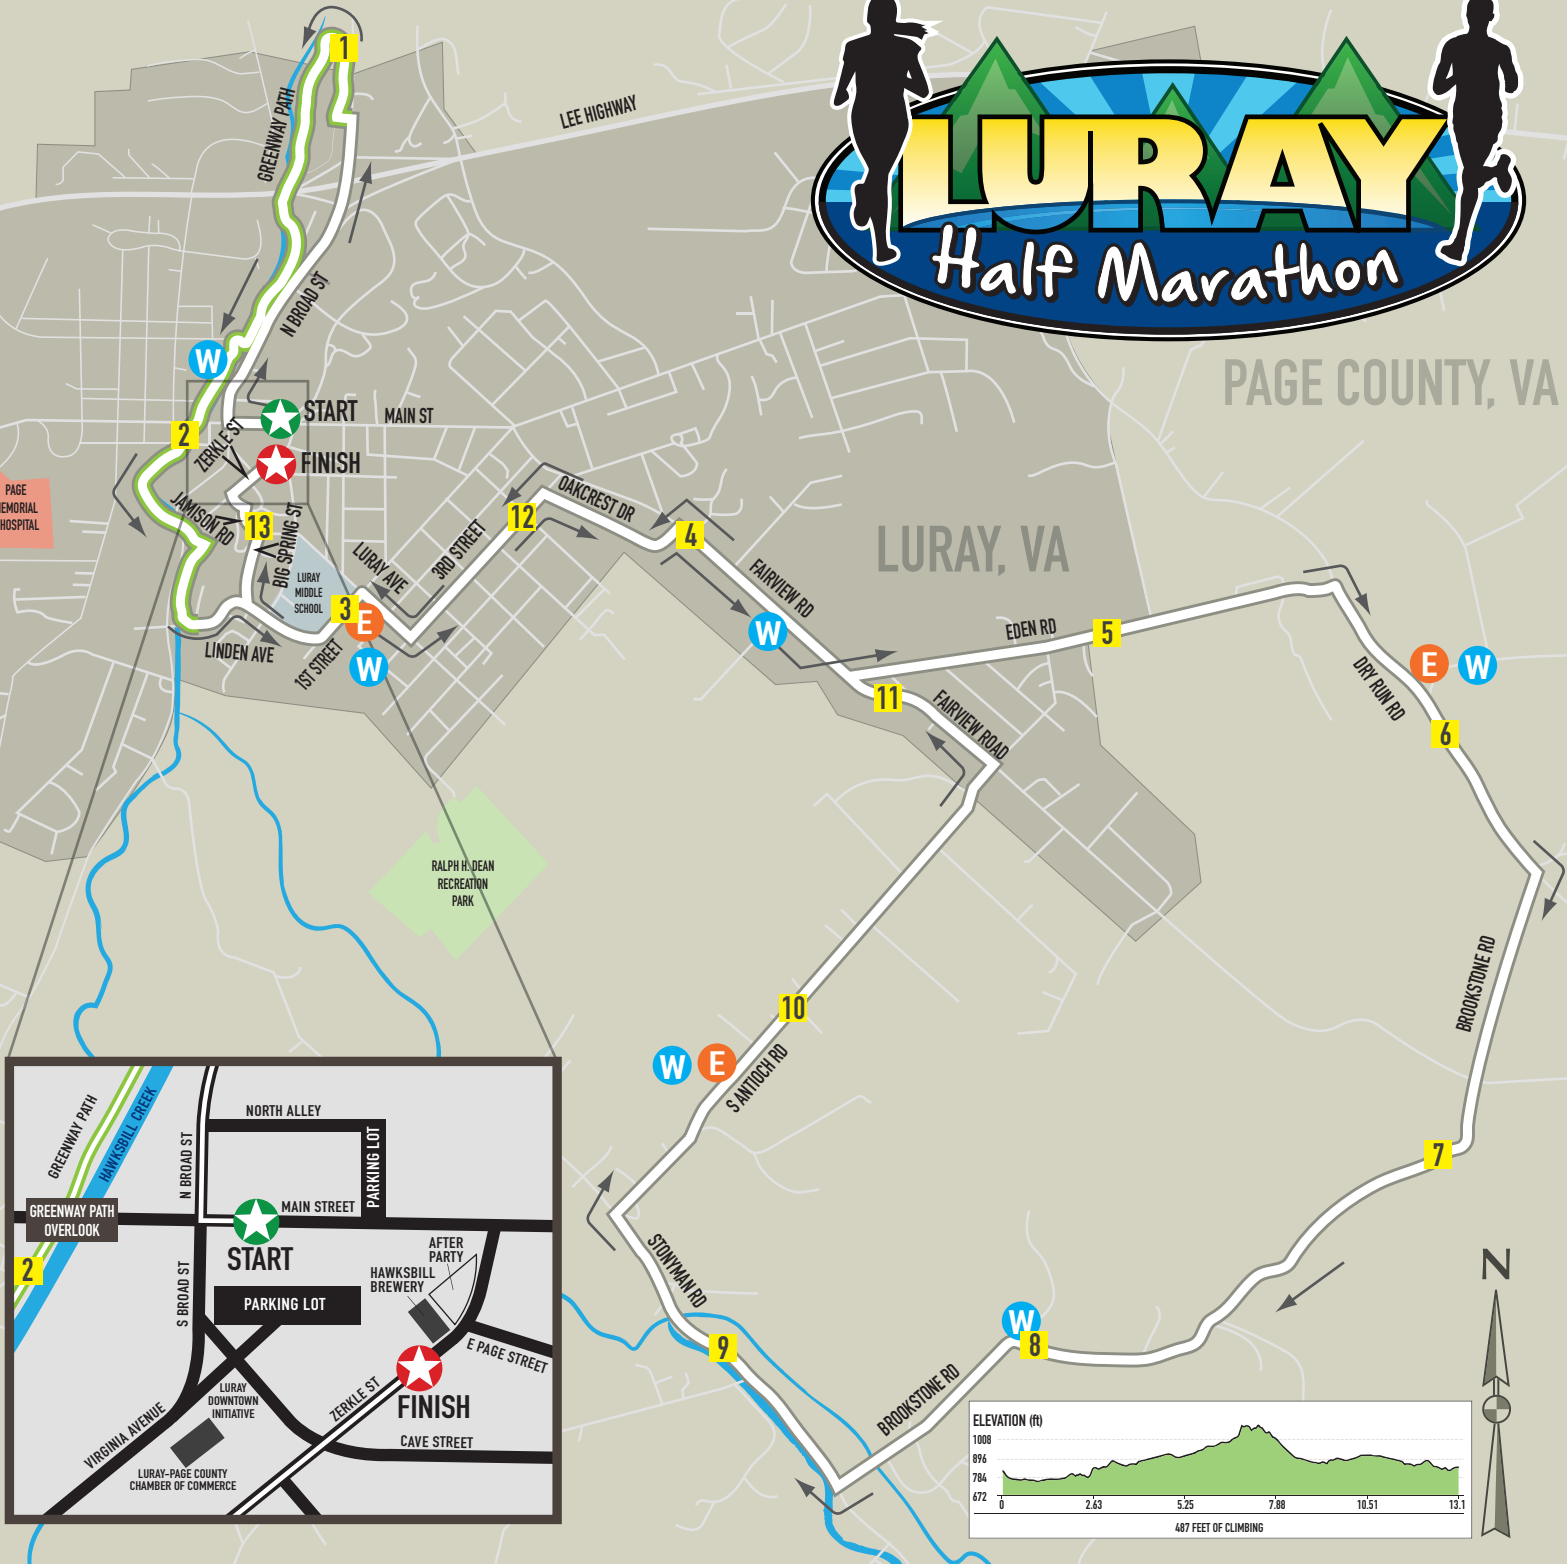 LURAY
Half Marathon
PAGE COUNTY, VA
LURAY, VA
1
GREENWAY PATH
LEE HIGHWAY
N BROAD ST
W
START
MAIN ST
2
ZERKLE ST
FINISH
PAGE
EMORIAL
HOSPITAL
JAMISON RD
13
BIG SPRING ST
LURAY
MIDDLE
SCHOOL
LURAY AVE
3RD STREET
12
OAKCREST DR
4
FAIRVIEW RD
3
E
W
LINDEN AVE
1ST STREET
W
EDEN RD
5
11
FAIRVIEW ROAD
DRY RUN RD
E
W
6
RALPH H. DEAN
RECREATION
PARK
BROOKSTONE RD
10
W
E
S ANTIOCH RD
7
STONYMAN RD
9
W
8
BROOKSTONE RD
N
GREENWAY PATH
HAWKSBILL CREEK
N BROAD ST
NORTH ALLEY
PARKING LOT
GREENWAY PATH
OVERLOOK
MAIN STREET
START
2
S BROAD ST
PARKING LOT
AFTER
PARTY
HAWKSBILL
BREWERY
E PAGE STREET
FINISH
ZERKLE ST
LURAY
DOWNTOWN
INITIATIVE
VIRGINIA AVENUE
CAVE STREET
LURAY-PAGE COUNTY
CHAMBER OF COMMERCE
ELEVATION (ft)
1008
896
784
672
0 2.63 5.25 7.88 10.51 13.1
487 FEET OF CLIMBING